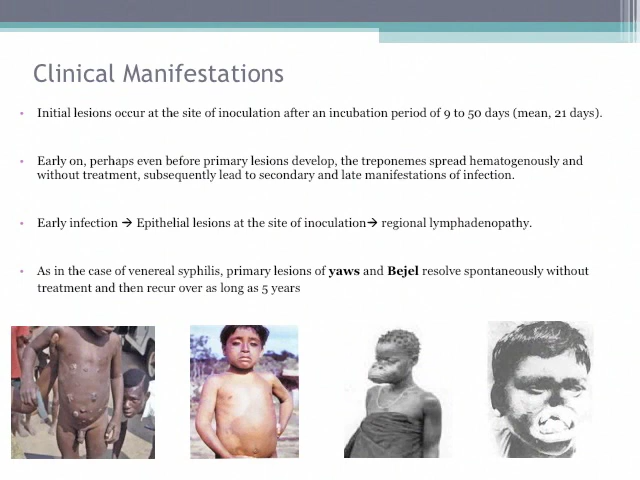 Clinical Manifestations
• Initial lesions occur at the site of inoculation after an incubation period of 9 to 50 days (mean, 21 days).
• Early on, perhaps even before primary lesions develop, the treponemes spread hematogenously and
without treatment, subsequently lead to secondary and late manifestations of infection.
• Early infection → Epithelial lesions at the site of inoculation→ regional lymphadenopathy.
• As in the case of venereal syphilis, primary lesions of yaws and Bejel resolve spontaneously without
treatment and then recur over as long as 5 years